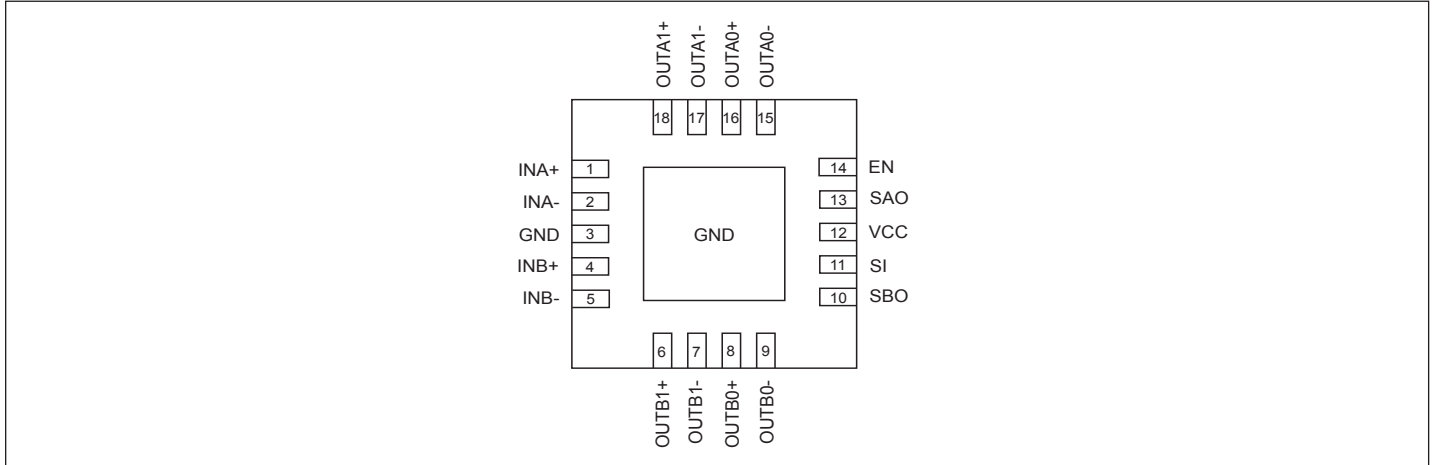 OUTA1+
OUTA1-
OUTA0+
OUTA0-
18
17
16
15
INA+ 1
14 EN
INA- 2
13 SAO
GND 3
GND
12 VCC
INB+ 4
11 SI
INB- 5
10 SBO
6
7
8
9
OUTB1+
OUTB1-
OUTB0+
OUTB0-